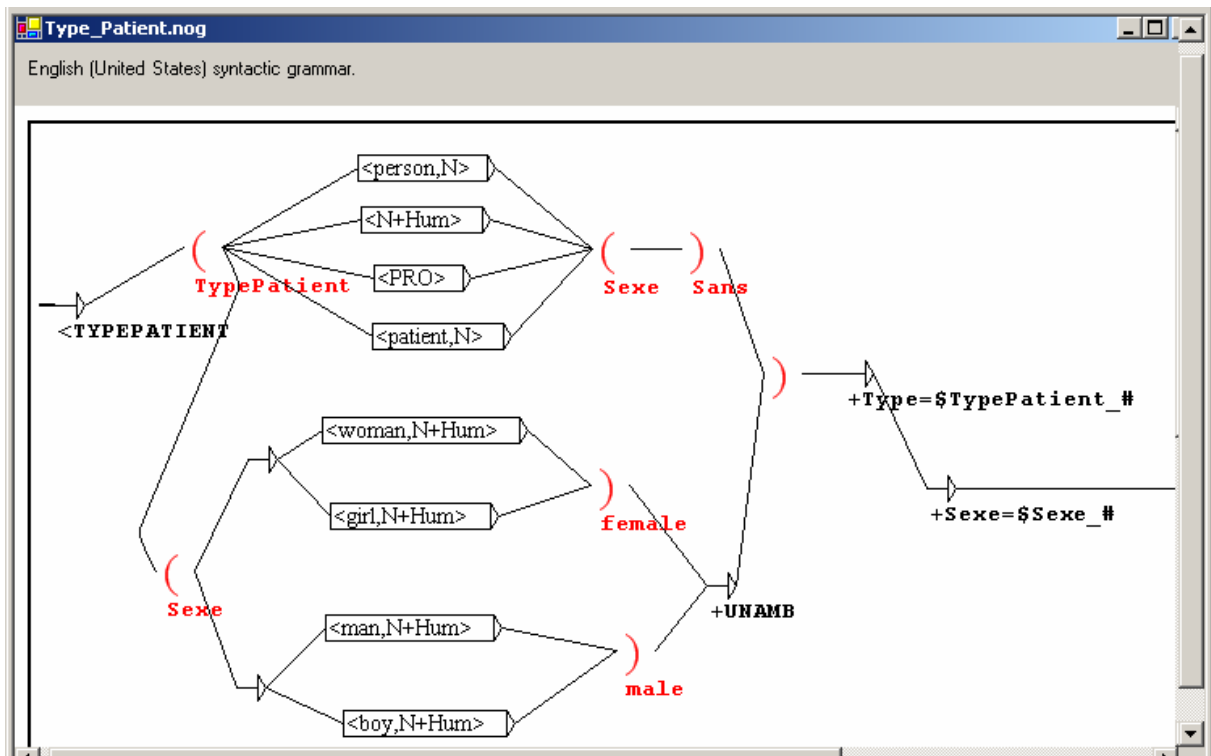 Type_Patient.nog
English (United States) syntactic grammar.
<person,N>
<N+Hum>
<PRO>
<patient,N>
(
TypePatient
( )
Sexe Sans
<TYPEPATIENT
)
+Type=$TypePatient_#
<woman,N+Hum>
<girl,N+Hum>
)
female
+Sexe=$Sexe_#
(
Sexe
+UNAMB
<man,N+Hum>
<boy,N+Hum>
)
male